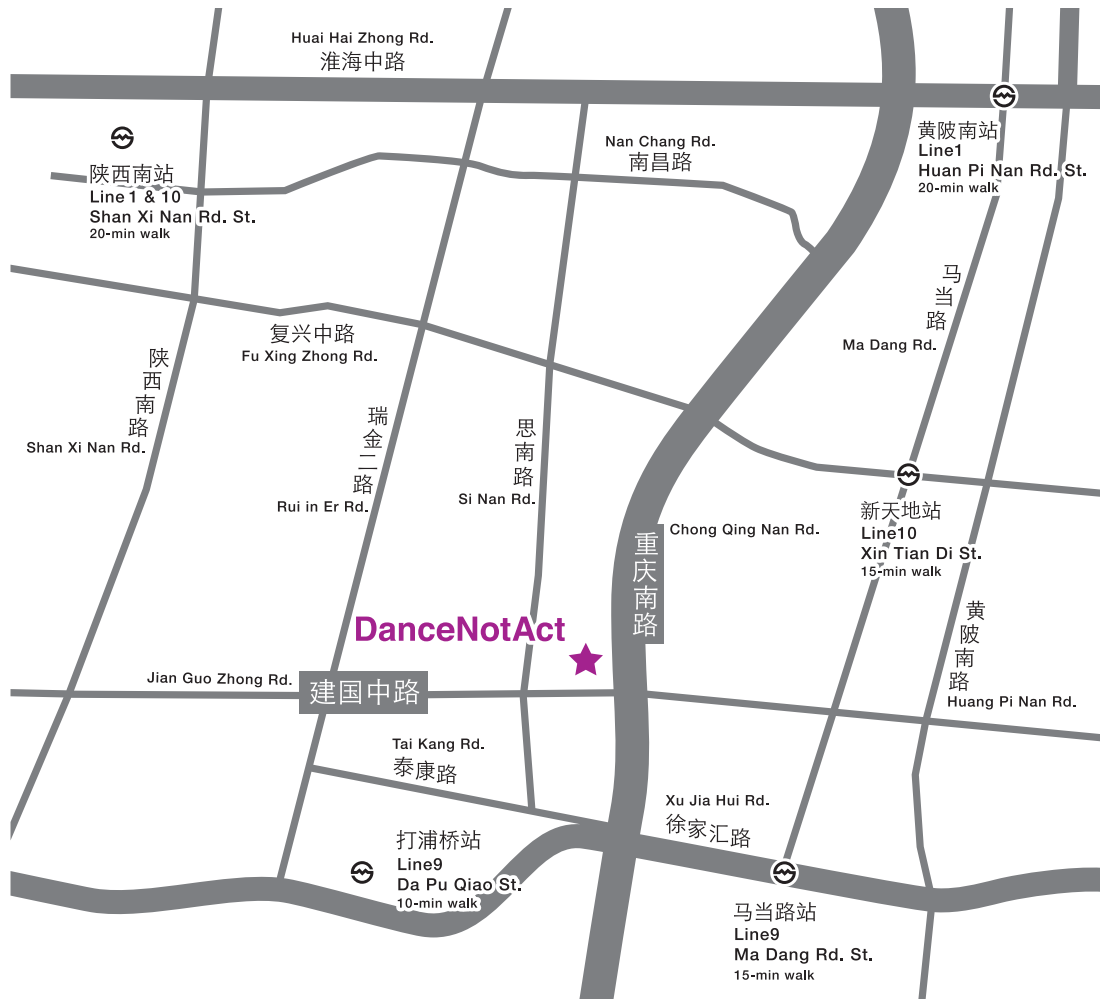 Huai Hai Zhong Rd.
淮海中路
陕西南站
Line 1 & 10
Shan Xi Nan Rd. St.
20-min walk
Nan Chang Rd.
南昌路
黄陂南站
Line1
Huan Pi Nan Rd. St.
20-min walk
复兴中路
Fu Xing Zhong Rd.
马当路
Ma Dang Rd.
陕西南路
Shan Xi Nan Rd.
瑞金二路
Rui in Er Rd.
思南路
Si Nan Rd.
重庆南路
Chong Qing Nan Rd.
新天地站
Line10
Xin Tian Di St.
15-min walk
DanceNotAct
黄陂南路
Huang Pi Nan Rd.
Jian Guo Zhong Rd.
建国中路
Tai Kang Rd.
泰康路
Xu Jia Hui Rd.
徐家汇路
打浦桥站
Line9
Da Pu Qiao St.
10-min walk
马当路站
Line9
Ma Dang Rd. St.
15-min walk